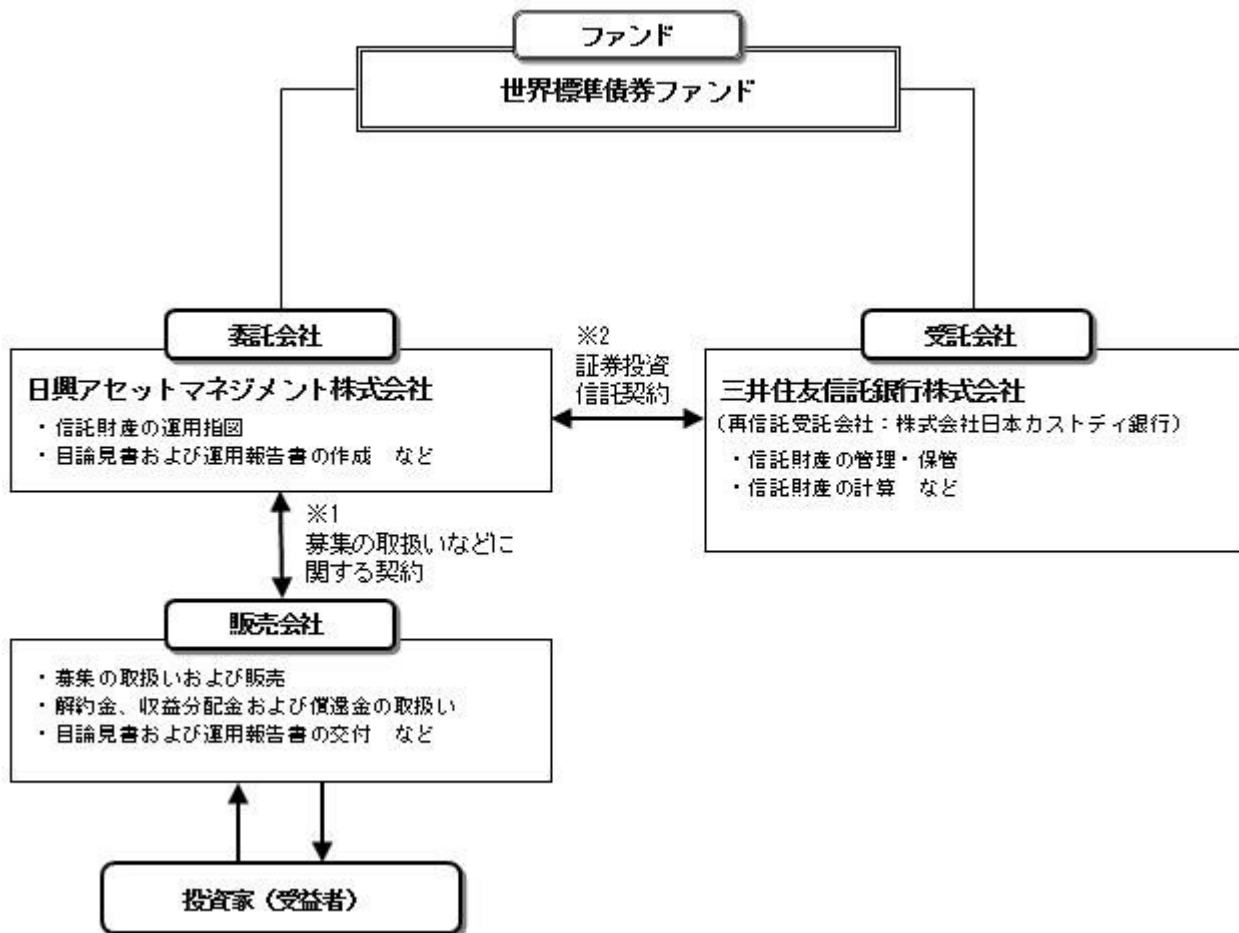 ファンド
世界標準債券ファンド
委託会社
日興アセットマネジメント株式会社
・信託財産の運用指図
・目論見書および運用報告書の作成　など
※2
証券投資
信託契約
受託会社
三井住友信託銀行株式会社
(再信託受託会社：株式会社日本カストディ銀行)
・信託財産の管理・保管
・信託財産の計算　など
※1
募集の取扱いなどに
関する契約
販売会社
・募集の取扱いおよび販売
・解約金、収益分配金および償還金の取扱い
・目論見書および運用報告書の交付　など
投資家（受益者）